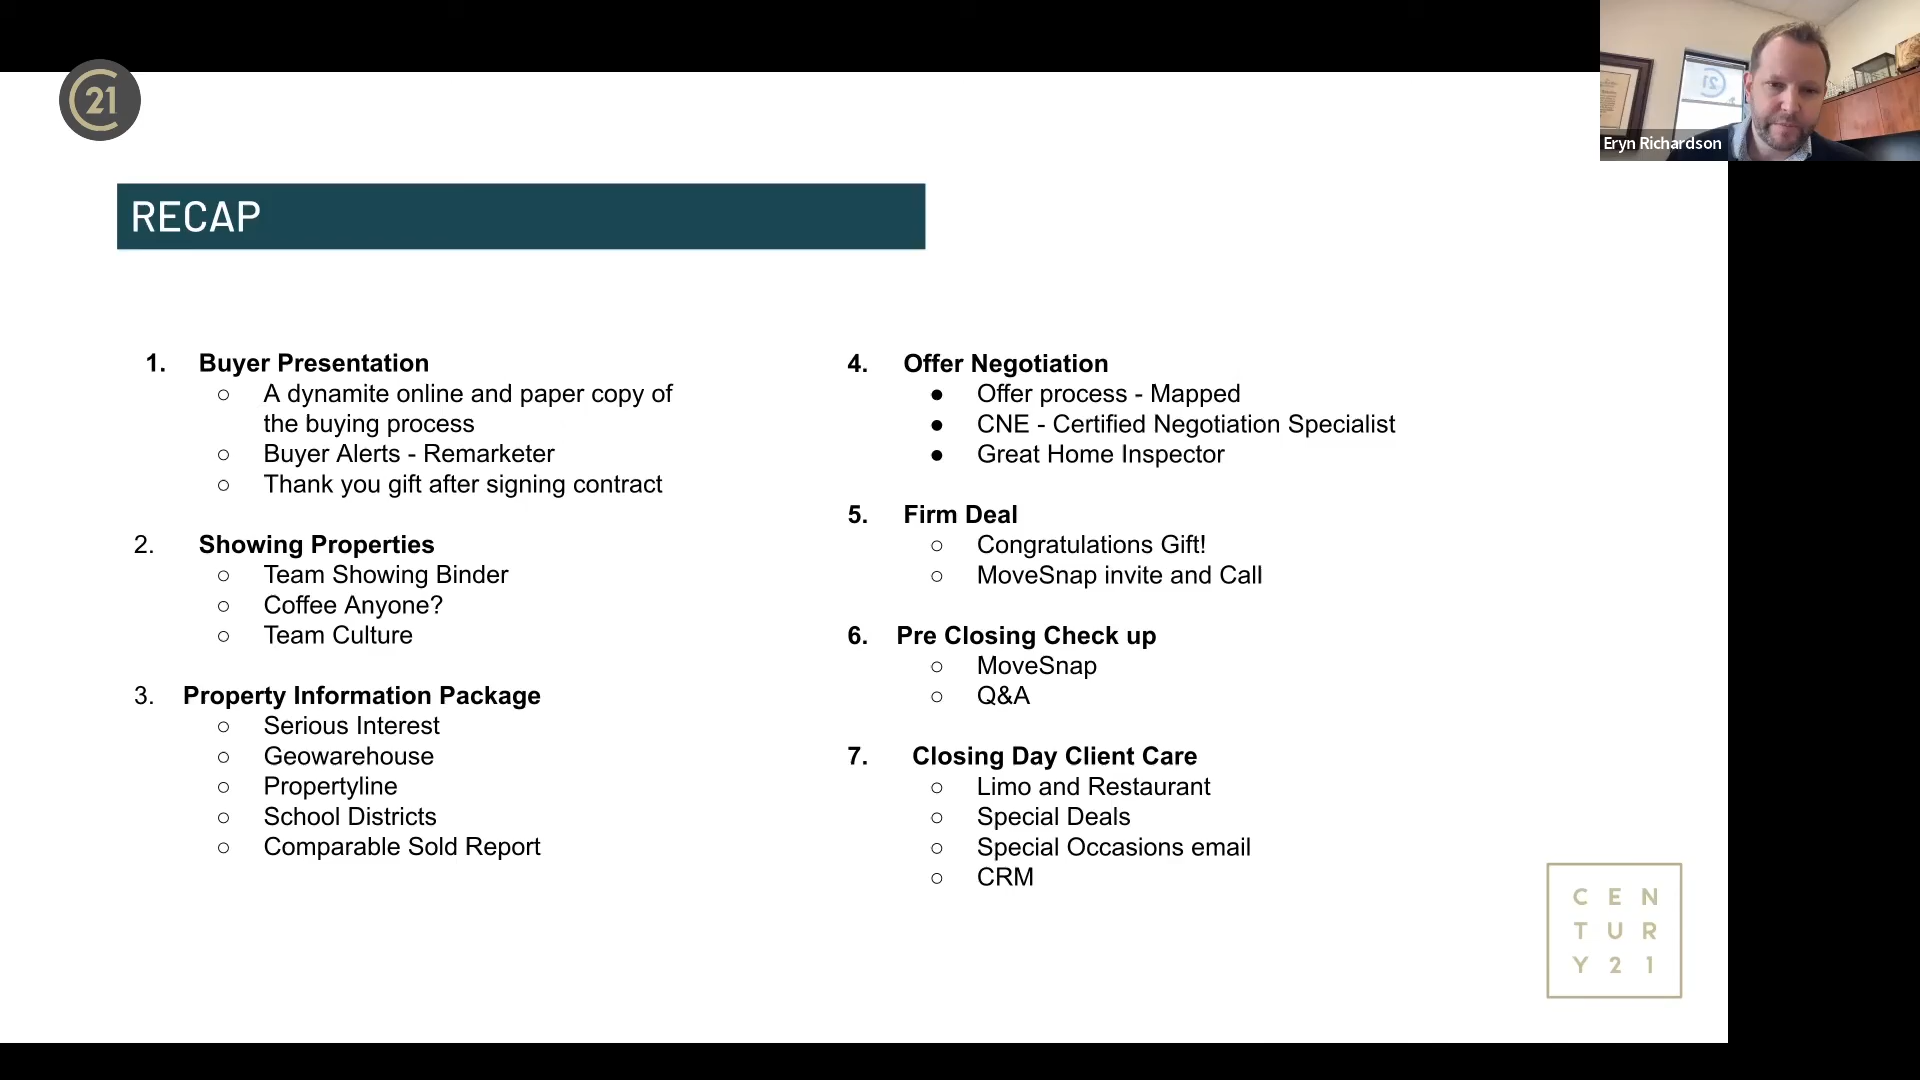 21
Eryn Richardson
RECAP
1. Buyer Presentation
○ A dynamite online and paper copy of
the buying process
○ Buyer Alerts - Remarketer
○ Thank you gift after signing contract
2. Showing Properties
○ Team Showing Binder
○ Coffee Anyone?
○ Team Culture
3. Property Information Package
○ Serious Interest
○ Geowarehouse
○ Propertyline
○ School Districts
○ Comparable Sold Report
4. Offer Negotiation
● Offer process - Mapped
● CNE - Certified Negotiation Specialist
● Great Home Inspector
5. Firm Deal
○ Congratulations Gift!
○ MoveSnap invite and Call
6. Pre Closing Check up
○ MoveSnap
○ Q&A
7. Closing Day Client Care
○ Limo and Restaurant
○ Special Deals
○ Special Occasions email
○ CRM
CEN
TUR
Y21